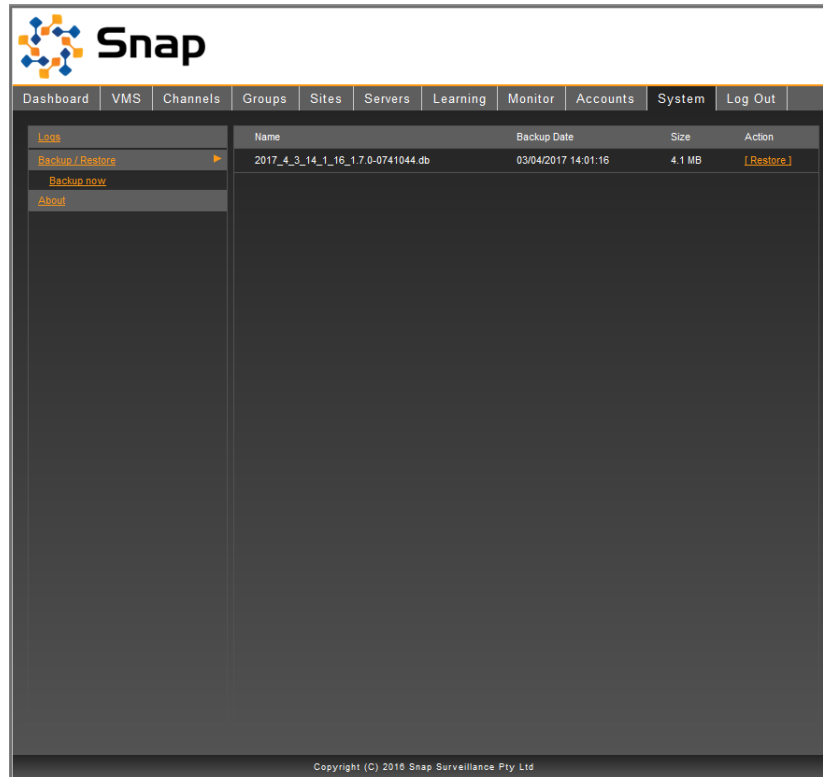 Snap
Dashboard VMS Channels Groups Sites Servers Learning Monitor Accounts System Log Out
Logs
Backup / Restore
Backup now
About
Name Backup Date Size Action
2017_4_3_14_1_16_1.7.0-0741044.db 03/04/2017 14:01:16 4.1 MB [ Restore ]
Copyright (C) 2016 Snap Surveillance Pty Ltd